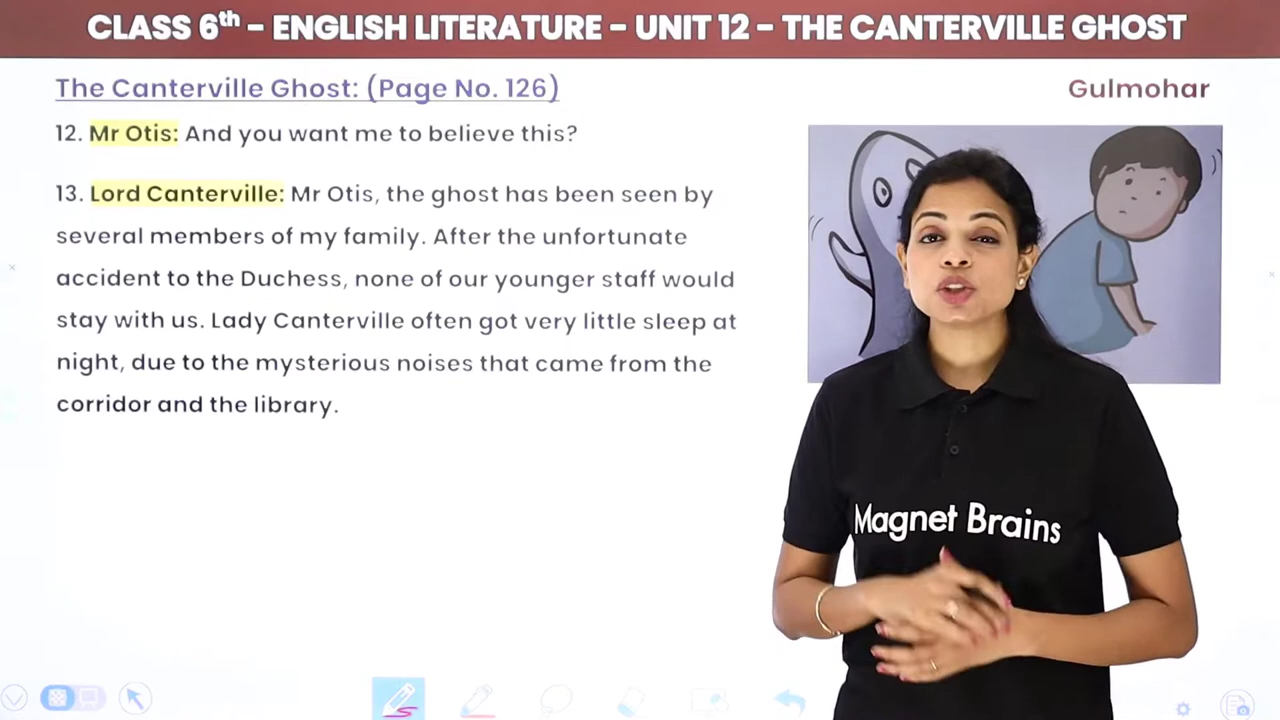 CLASS 6th - ENGLISH LITERATURE - UNIT 12 - THE CANTERVILLE GHOST
The Canterville Ghost: (Page No. 126)
Gulmohar
12. Mr Otis: And you want me to believe this?
13. Lord Canterville: Mr Otis, the ghost has been seen by
several members of my family. After the unfortunate
accident to the Duchess, none of our younger staff would
stay with us. Lady Canterville often got very little sleep at
night, due to the mysterious noises that came from the
corridor and the library.
Magnet Brains